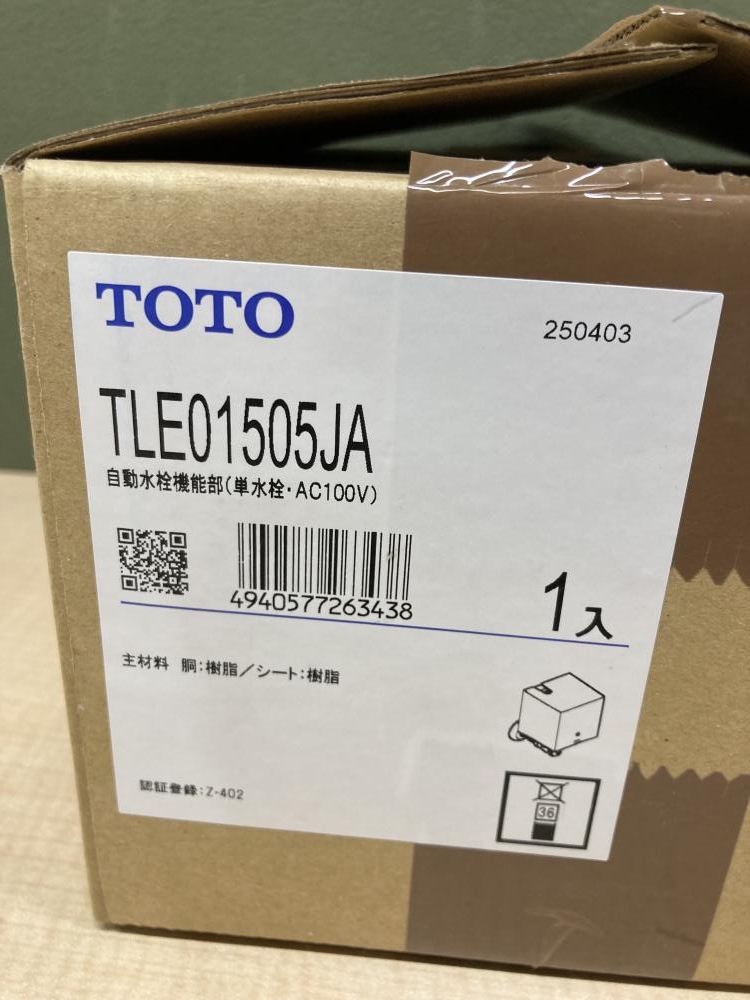 TOTO
250403
TLE01505JA
自動水栓機能部(単水栓・AC100V)
4940577263438
1入
主材料 胴:樹脂/シート:樹脂
認証登録:Z-402
36